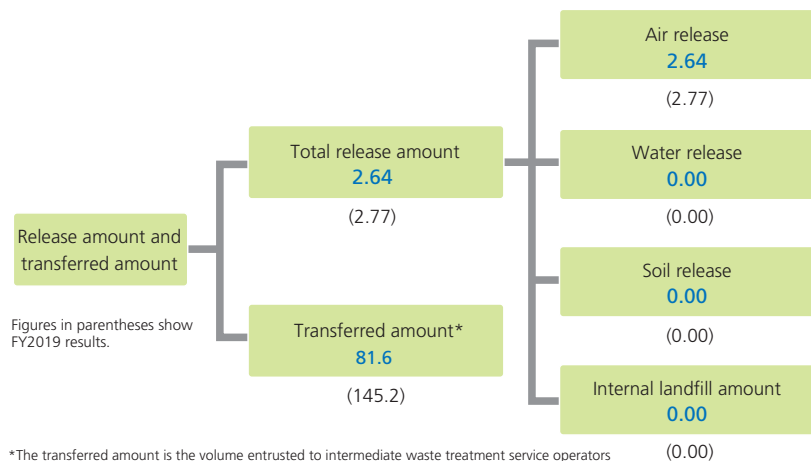 Release amount and
transferred amount
Figures in parentheses show
FY2019 results.
Total release amount
2.64
(2.77)
Transferred amount*
81.6
(145.2)
Air release
2.64
(2.77)
Water release
0.00
(0.00)
Soil release
0.00
(0.00)
Internal landfill amount
0.00
(0.00)
*The transferred amount is the volume entrusted to intermediate waste treatment service operators